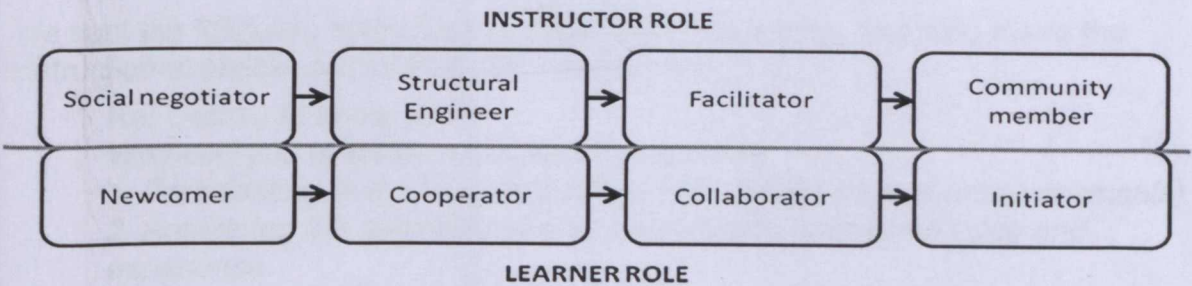 INSTRUCTOR ROLE
Social negotiator
Structural
Engineer
Facilitator
Community
member
Newcomer
Cooperator
Collaborator
Initiator
LEARNER ROLE